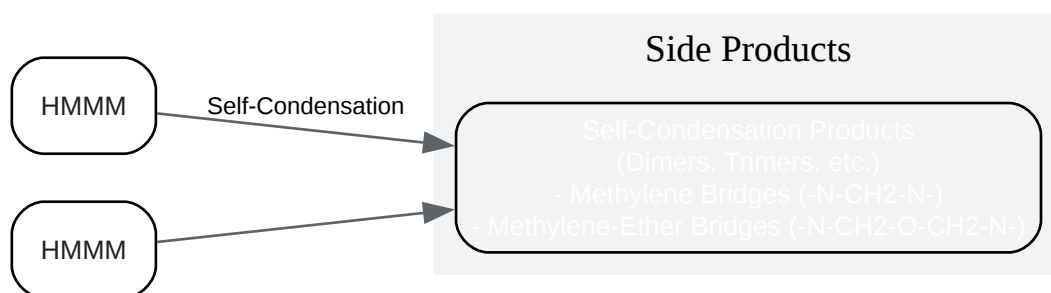 Side Products
HMMM
Self-Condensation
Self-Condensation Products
(Dimers, Trimers, etc.)
- Methylene Bridges (-N-CH2-N-)
- Methylene-Ether Bridges (-N-CH2-O-CH2-N-)
HMMM